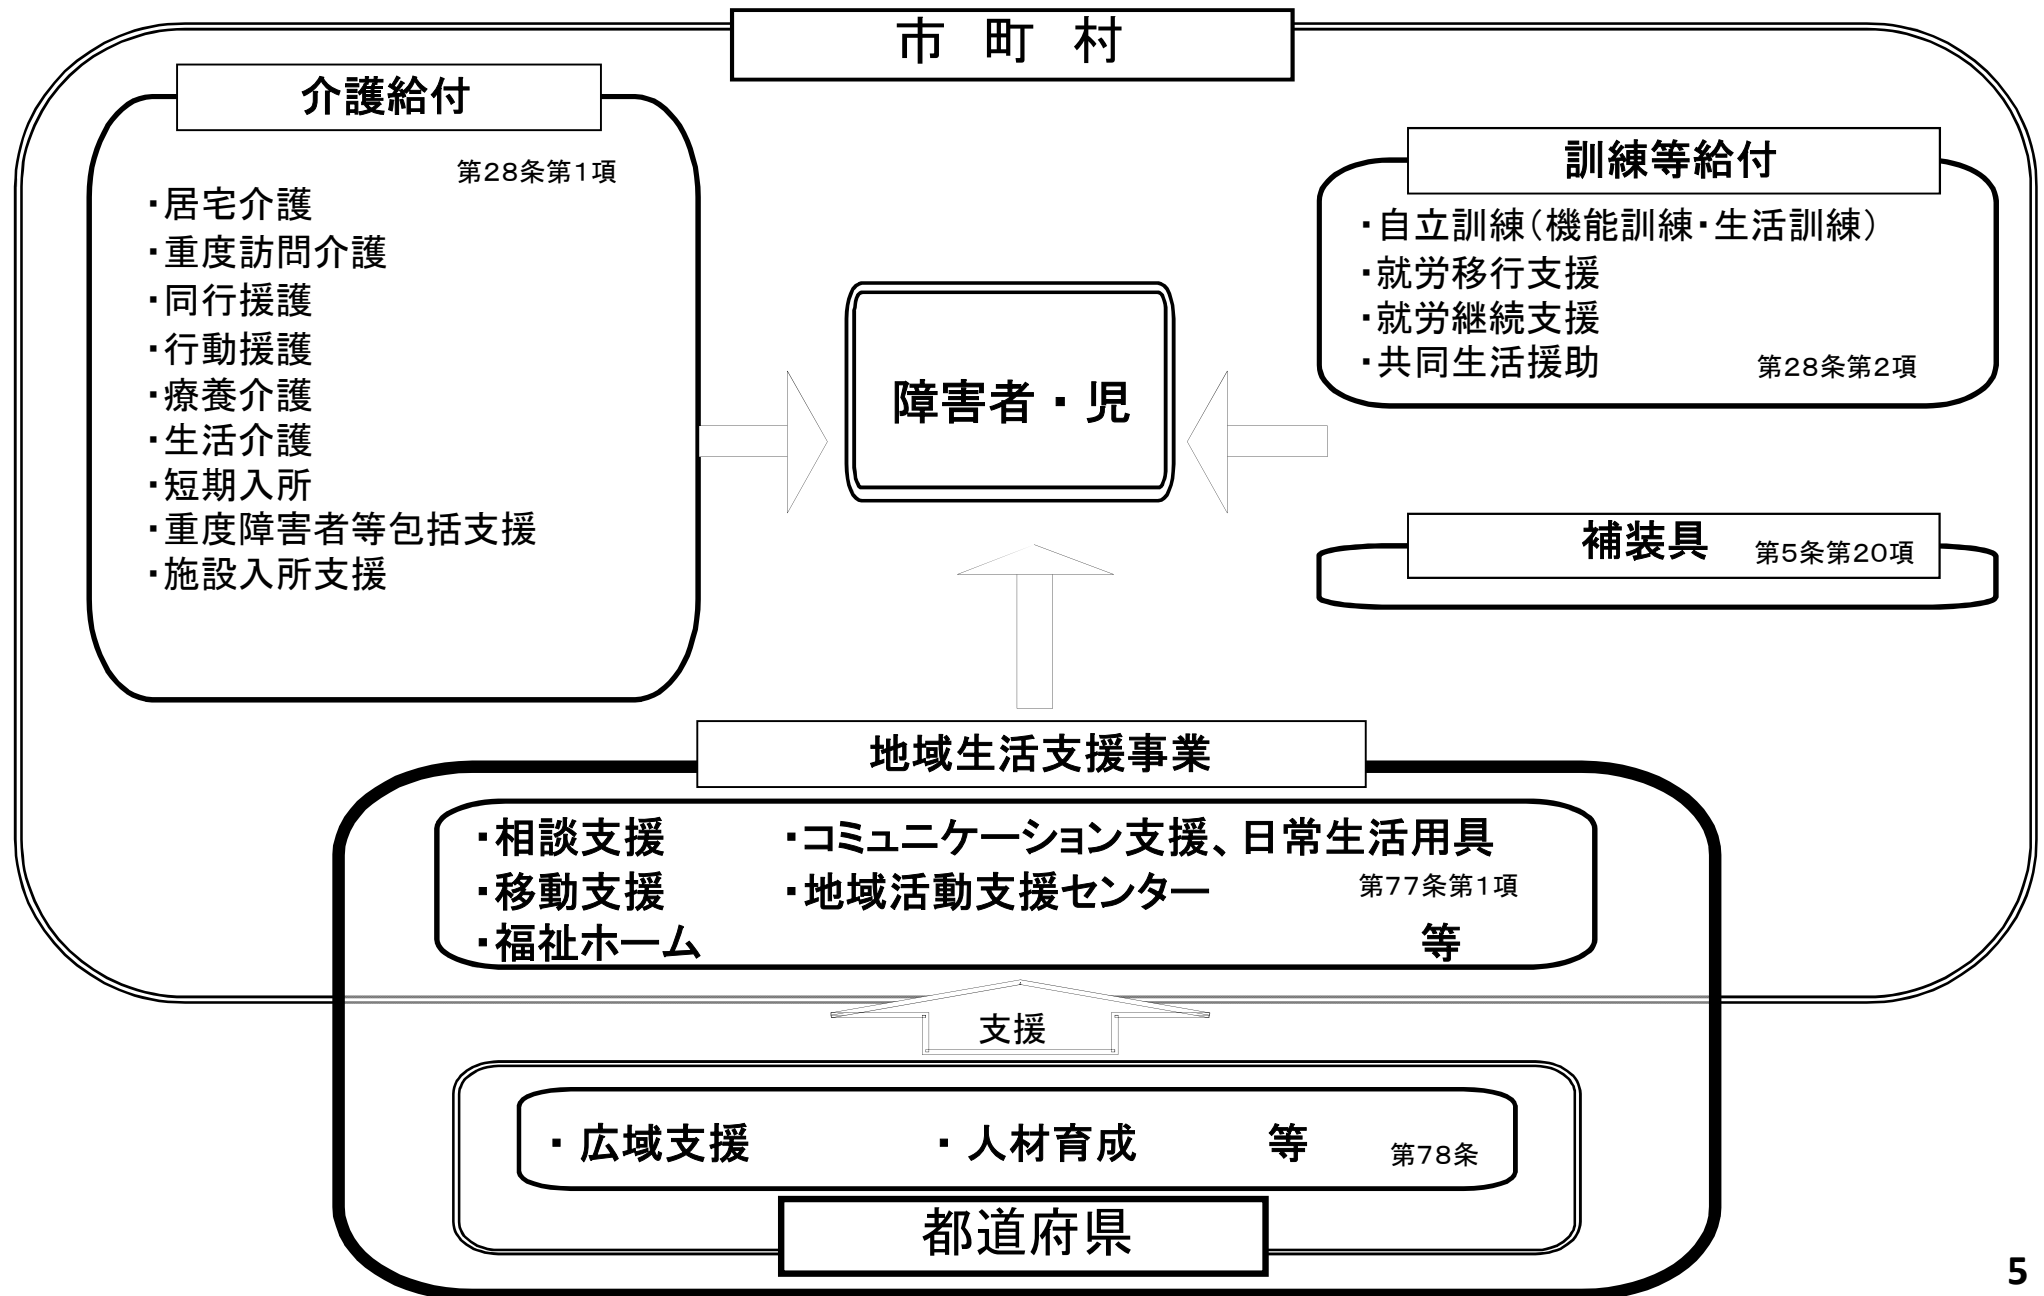 市 町 村
介護給付
第28条第1項
・居宅介護
・重度訪問介護
・同行援護
・行動援護
・療養介護
・生活介護
・短期入所
・重度障害者等包括支援
・施設入所支援
障害者・児
訓練等給付
・自立訓練（機能訓練・生活訓練）
・就労移行支援
・就労継続支援
・共同生活援助 第28条第2項
補装具 第5条第20項
地域生活支援事業
・相談支援 ・コミュニケーション支援、日常生活用具
・移動支援 ・地域活動支援センター 第77条第1項
・福祉ホーム 等
支援
・広域支援 ・人材育成 等 第78条
都道府県
5